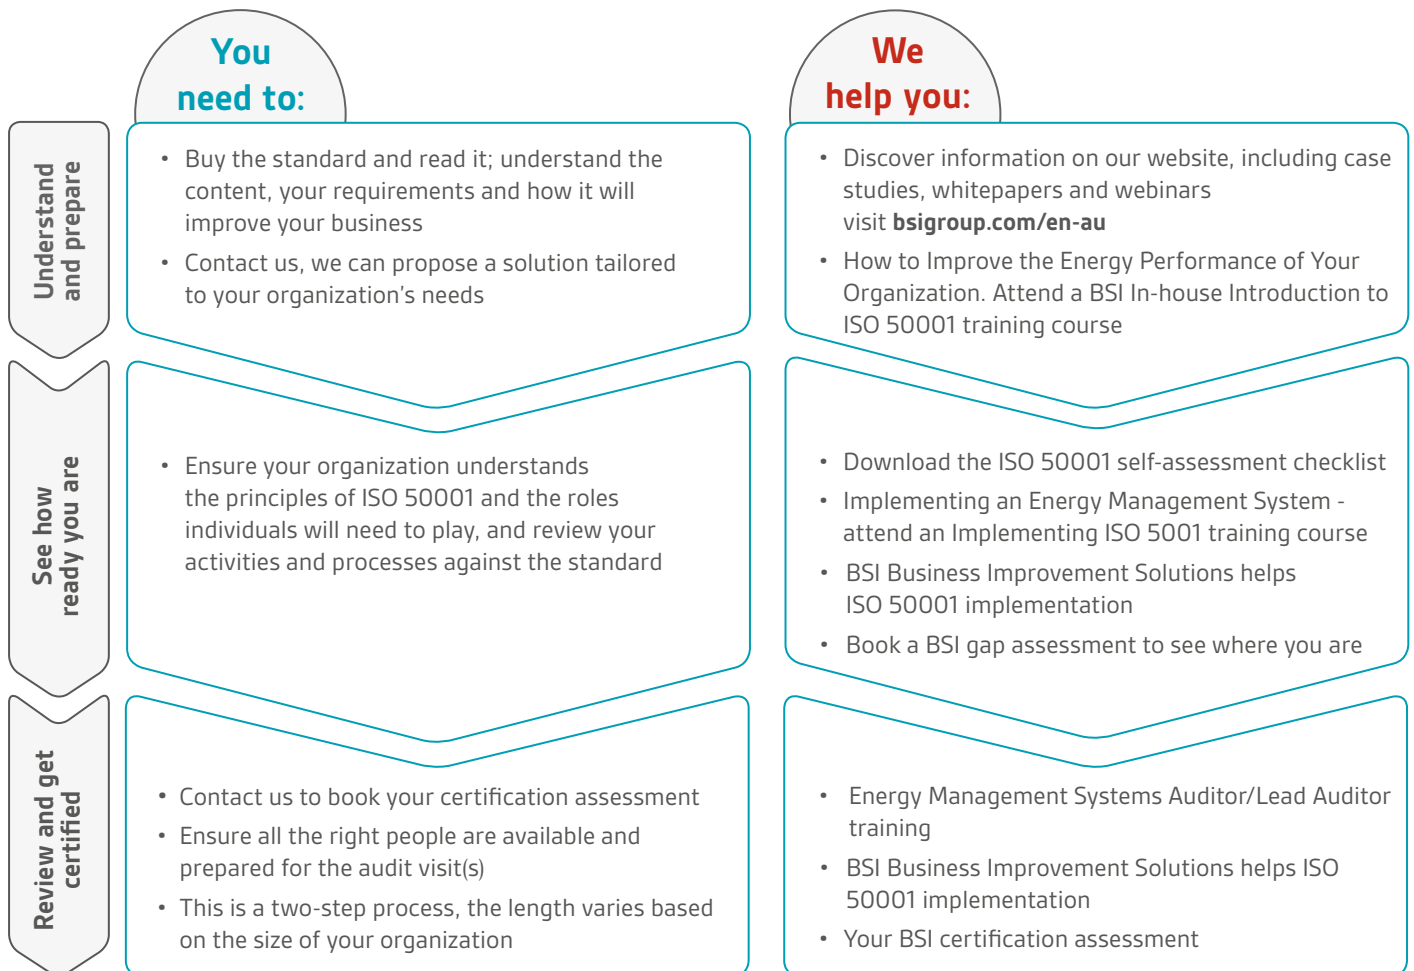 You
need to:
We
help you:
Understand
and prepare
• Buy the standard and read it; understand the
content, your requirements and how it will
improve your business
• Contact us, we can propose a solution tailored
to your organization's needs
• Discover information on our website, including case
studies, whitepapers and webinars
visit bsigroup.com/en-au
• How to Improve the Energy Performance of Your
Organization. Attend a BSI In-house Introduction to
ISO 50001 training course
See how
ready you are
• Ensure your organization understands
the principles of ISO 50001 and the roles
individuals will need to play, and review your
activities and processes against the standard
• Download the ISO 50001 self-assessment checklist
• Implementing an Energy Management System -
attend an Implementing ISO 5001 training course
• BSI Business Improvement Solutions helps
ISO 50001 implementation
• Book a BSI gap assessment to see where you are
Review and get
certified
• Contact us to book your certification assessment
• Ensure all the right people are available and
prepared for the audit visit(s)
• This is a two-step process, the length varies based
on the size of your organization
• Energy Management Systems Auditor/Lead Auditor
training
• BSI Business Improvement Solutions helps ISO
50001 implementation
• Your BSI certification assessment